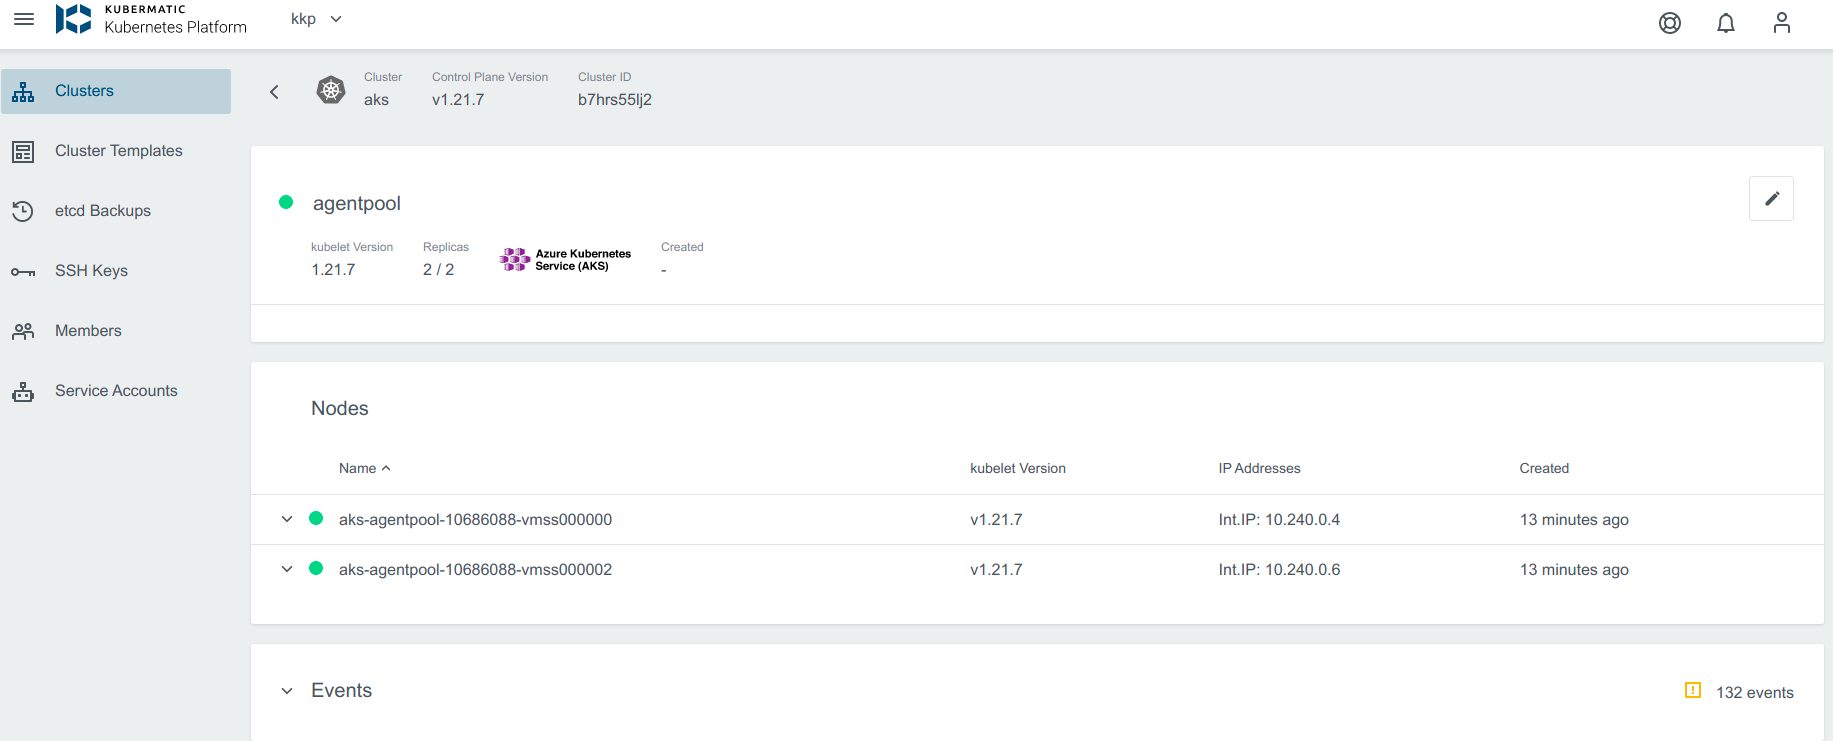 KUBERMATIC
Kubernetes Platform
kkp
Clusters
Cluster Templates
etcd Backups
SSH Keys
Members
Service Accounts
Cluster Control Plane Version Cluster ID
aks v1.21.7 b7hrs55lj2
agentpool
kubelet Version Replicas Azure Kubernetes Service (AKS) Created
1.21.7 2 / 2 -
Nodes
Name kubelet Version IP Addresses Created
aks-agentpool-10686088-vmss000000 v1.21.7 Int.IP: 10.240.0.4 13 minutes ago
aks-agentpool-10686088-vmss000002 v1.21.7 Int.IP: 10.240.0.6 13 minutes ago
Events 132 events